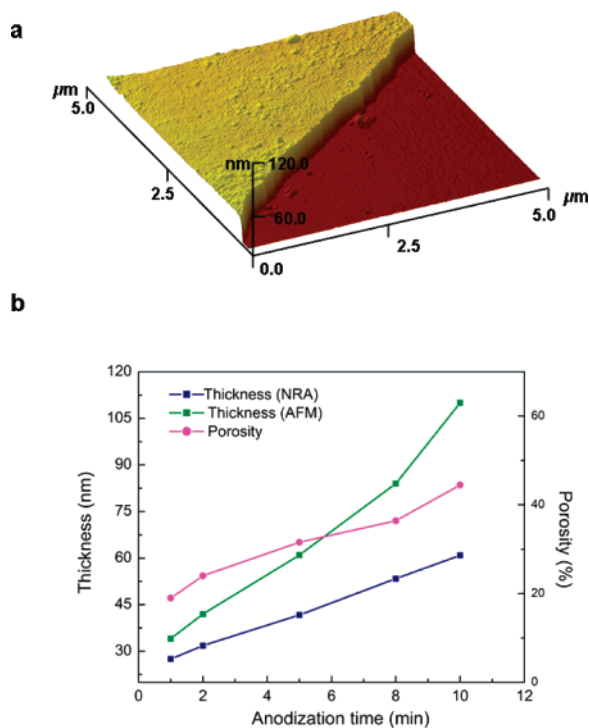 a
µm
5.0
2.5
nm
120.0
60.0
0.0
2.5
5.0
µm
b
120
105
90
75
60
45
30
Thickness (nm)
Thickness (NRA)
Thickness (AFM)
Porosity
60
40
20
0
Porosity (%)
0 2 4 6 8 10 12
Anodization time (min)